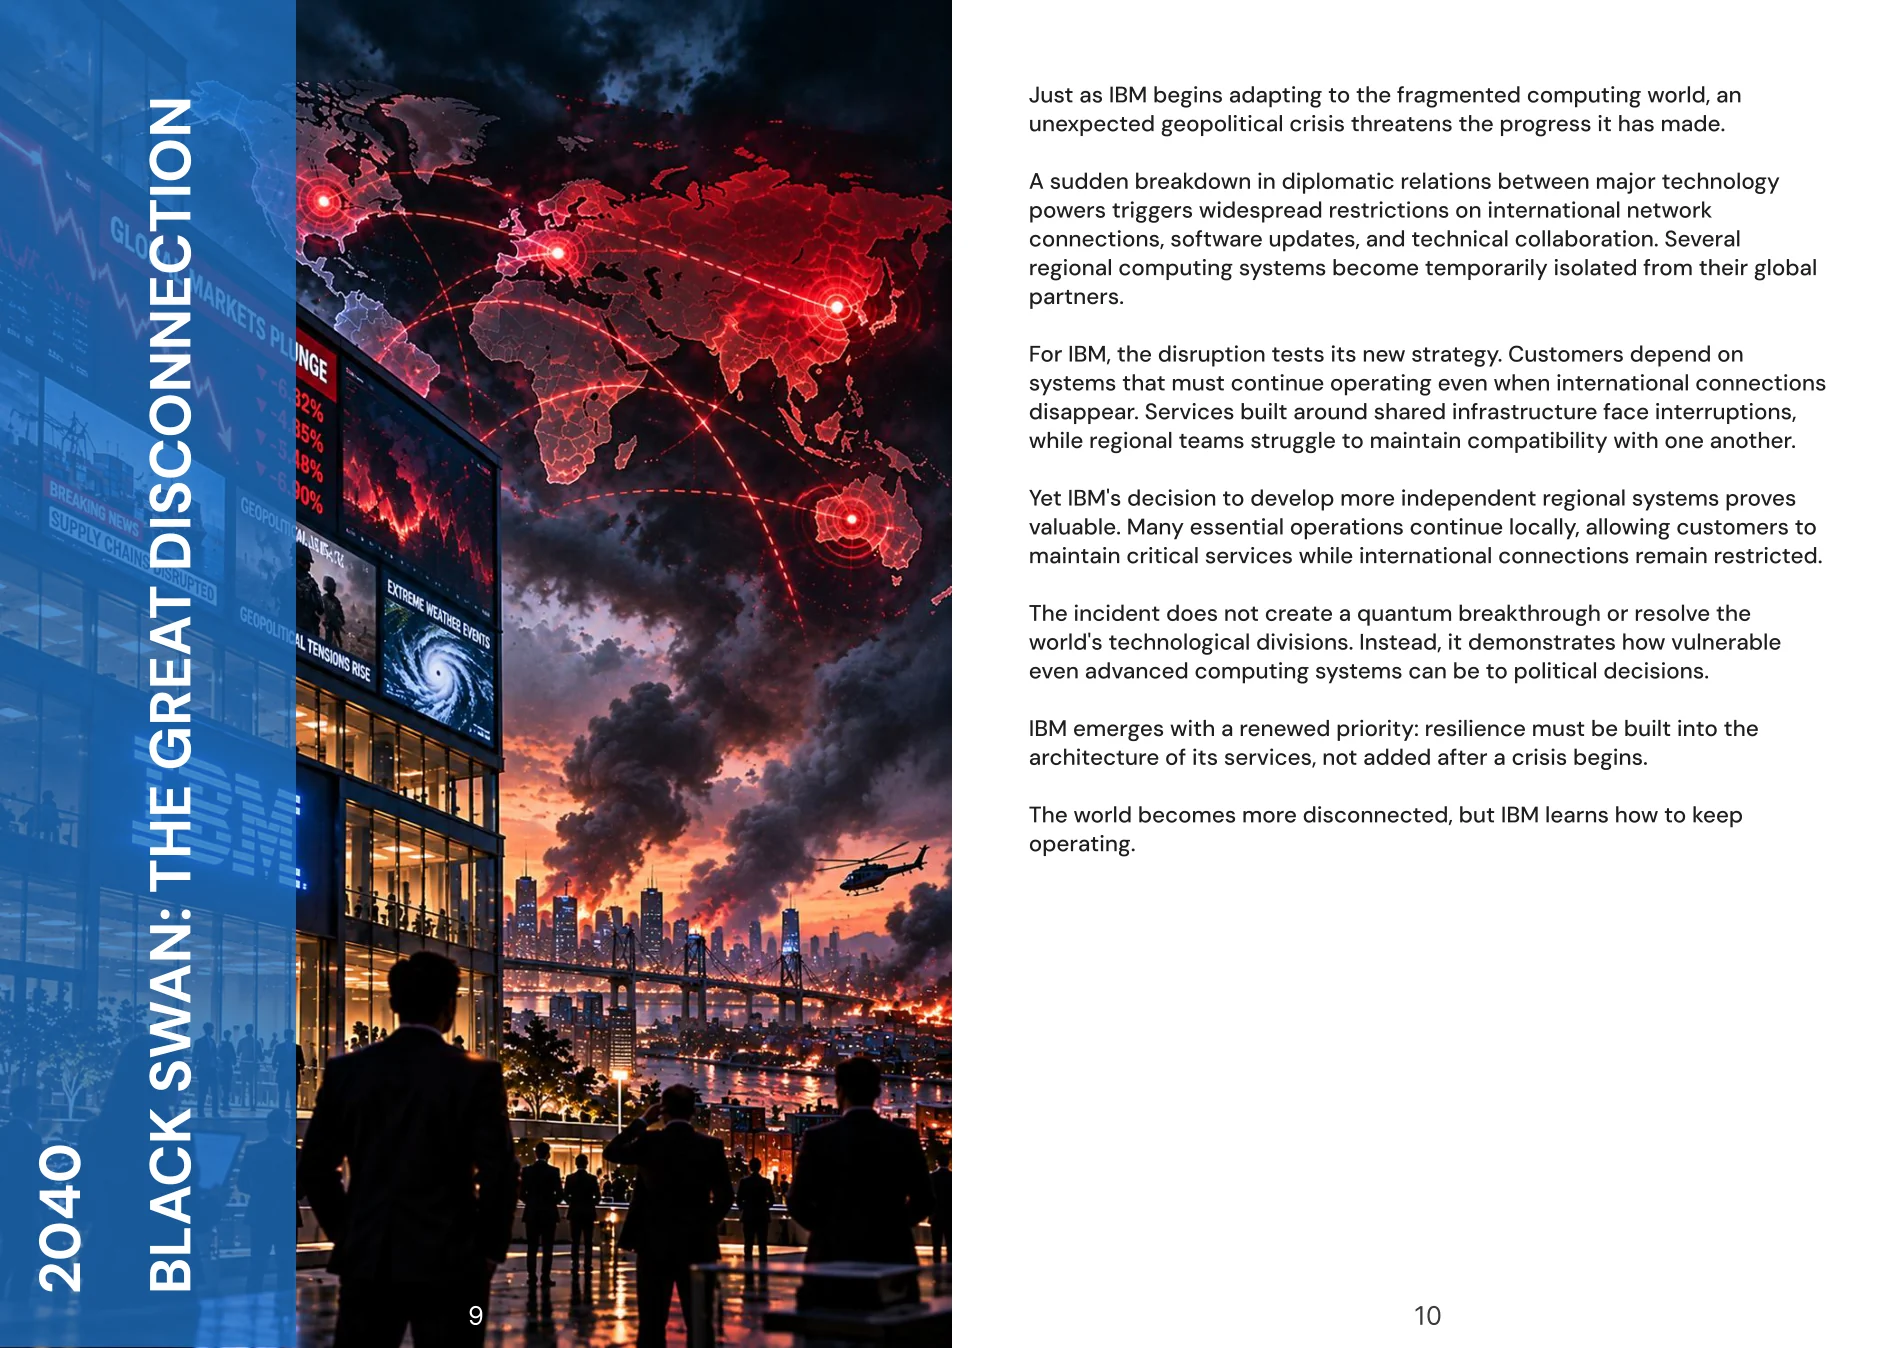 2040
BLACK SWAN: THE GREAT DISCONNECTION
GLOBAL MARKETS PLUNGE
BREAKING NEWS
SUPPLY CHAINS DISRUPTED
GEOPOLITICAL TENSIONS RISE
EXTREME WEATHER EVENTS
IBM
9
Just as IBM begins adapting to the fragmented computing world, an
unexpected geopolitical crisis threatens the progress it has made.
A sudden breakdown in diplomatic relations between major technology
powers triggers widespread restrictions on international network
connections, software updates, and technical collaboration. Several
regional computing systems become temporarily isolated from their global
partners.
For IBM, the disruption tests its new strategy. Customers depend on
systems that must continue operating even when international connections
disappear. Services built around shared infrastructure face interruptions,
while regional teams struggle to maintain compatibility with one another.
Yet IBM's decision to develop more independent regional systems proves
valuable. Many essential operations continue locally, allowing customers to
maintain critical services while international connections remain restricted.
The incident does not create a quantum breakthrough or resolve the
world's technological divisions. Instead, it demonstrates how vulnerable
even advanced computing systems can be to political decisions.
IBM emerges with a renewed priority: resilience must be built into the
architecture of its services, not added after a crisis begins.
The world becomes more disconnected, but IBM learns how to keep
operating.
10